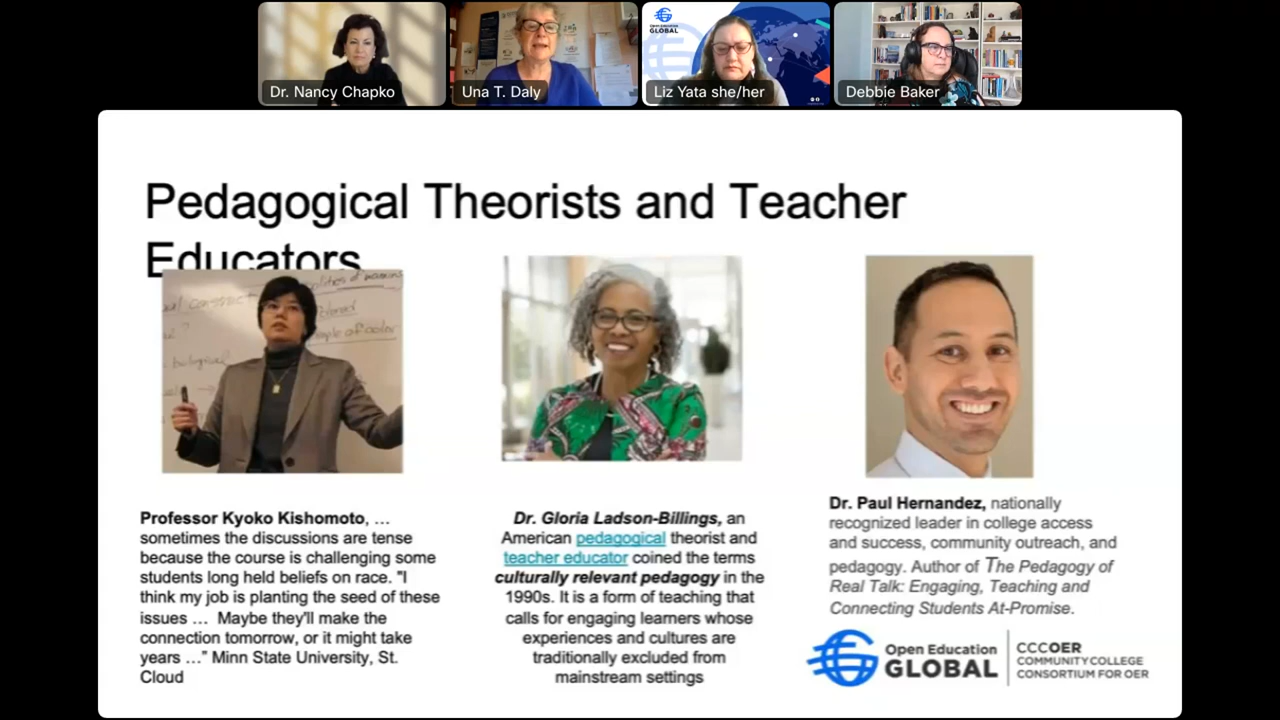 Dr. Nancy Chapko
Una T. Daly
Open Education
GLOBAL
Liz Yata she/her
Debbie Baker
Pedagogical Theorists and Teacher
Educators
people of color
biological
Professor Kyoko Kishomoto, …
sometimes the discussions are tense
because the course is challenging some
students long held beliefs on race. "I
think my job is planting the seed of these
issues … Maybe they'll make the
connection tomorrow, or it might take
years …" Minn State University, St.
Cloud
Dr. Gloria Ladson-Billings, an
American pedagogical theorist and
teacher educator coined the terms
culturally relevant pedagogy in the
1990s. It is a form of teaching that
calls for engaging learners whose
experiences and cultures are
traditionally excluded from
mainstream settings
Dr. Paul Hernandez, nationally
recognized leader in college access
and success, community outreach, and
pedagogy. Author of The Pedagogy of
Real Talk: Engaging, Teaching and
Connecting Students At-Promise.
Open Education
GLOBAL
CCCOER
COMMUNITY COLLEGE
CONSORTIUM FOR OER